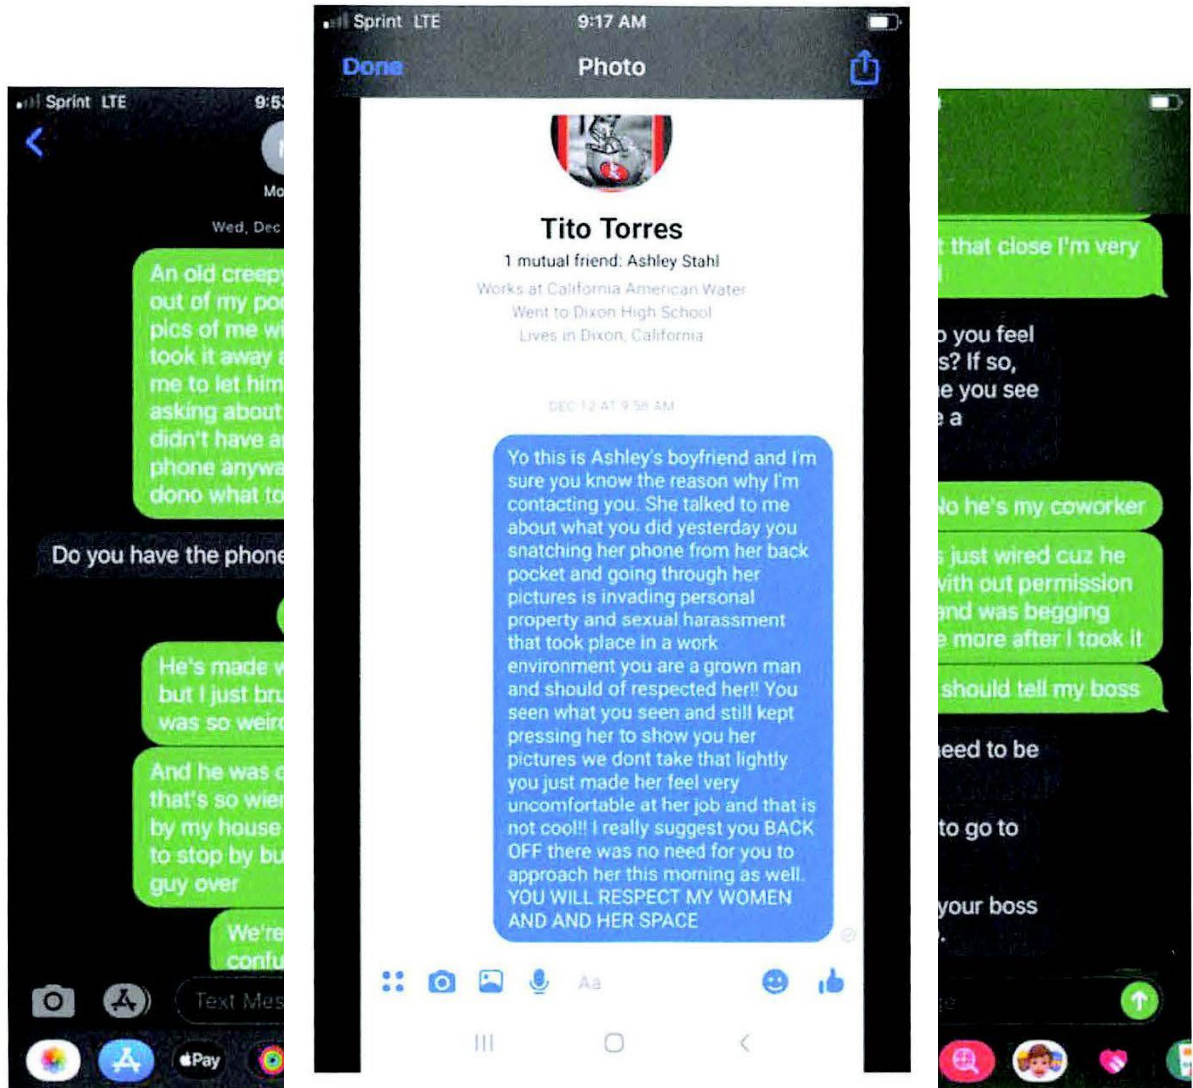 Sprint LTE
9:53
Mo
Wed, Dec
An old creepy
out of my poc
pics of me wi
took it away a
me to let him
asking about
didn't have a
phone anywa
dono what to
Do you have the phone
He's made w
but I just bru
was so weird
And he was c
that's so wier
by my house
to stop by bu
guy over
We're
confu
Text Mes
Pay
Sprint LTE
9:17 AM
Done
Photo
Tito Torres
1 mutual friend: Ashley Stahl
Works at California American Water
Went to Dixon High School
Lives in Dixon, California
DEC 12 AT 9:58 AM
Yo this is Ashley's boyfriend and I'm
sure you know the reason why I'm
contacting you. She talked to me
about what you did yesterday you
snatching her phone from her back
pocket and going through her
pictures is invading personal
property and sexual harassment
that took place in a work
environment you are a grown man
and should of respected her!! You
seen what you seen and still kept
pressing her to show you her
pictures we dont take that lightly
you just made her feel very
uncomfortable at her job and that is
not cool!! I really suggest you BACK
OFF there was no need for you to
approach her this morning as well.
YOU WILL RESPECT MY WOMEN
AND AND HER SPACE
Aa
t that close I'm very
o you feel
s? If so,
e you see
e a
No he's my coworker
s just wired cuz he
with out permission
and was begging
e more after I took it
should tell my boss
eed to be
to go to
your boss